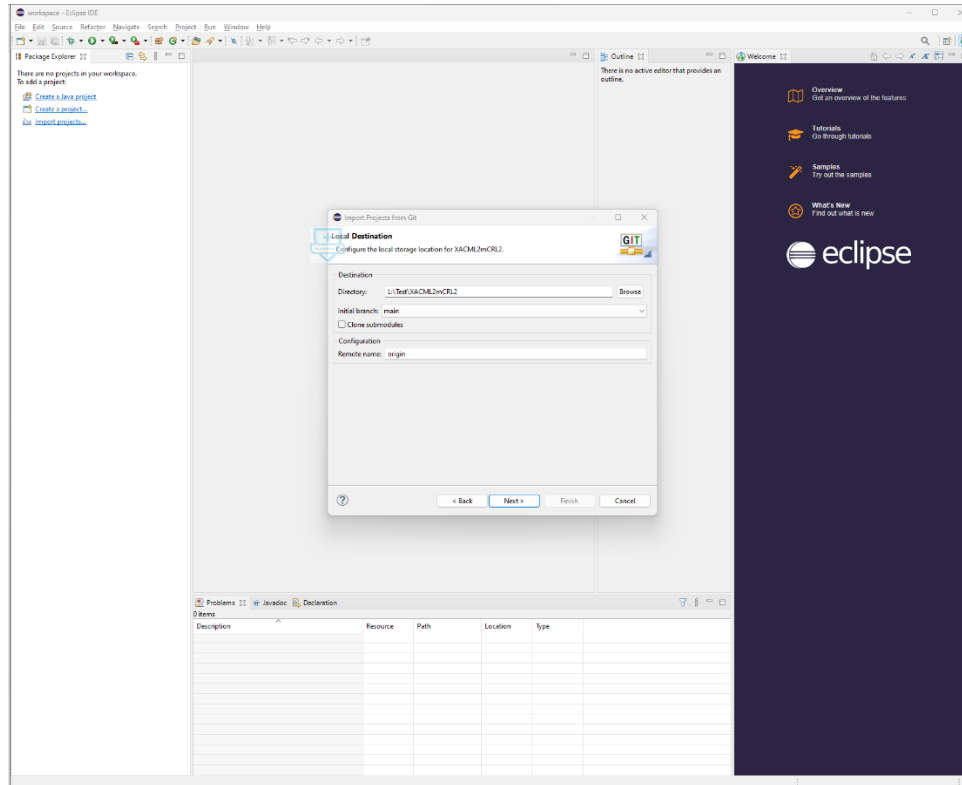 workspace - Eclipse IDE
File Edit Source Refactor Navigate Search Project Run Window Help
Package Explorer
There are no projects in your workspace.
To add a project:
Create a Java project
Create a project...
Import projects...
Outline
There is no active editor that provides an
outline.
Welcome
Overview
Get an overview of the features
Tutorials
Go through tutorials
Samples
Try out the samples
What's New
Find out what is new
eclipse
Import Projects from Git
Local Destination
Configure the local storage location for XACML2mCRL2.
GIT
Destination
Directory: L:\Test\XACML2mCRL2 Browse
Initial branch: main
Clone submodules
Configuration
Remote name: origin
< Back Next > Finish Cancel
Problems Javadoc Declaration
0 items
Description Resource Path Location Type